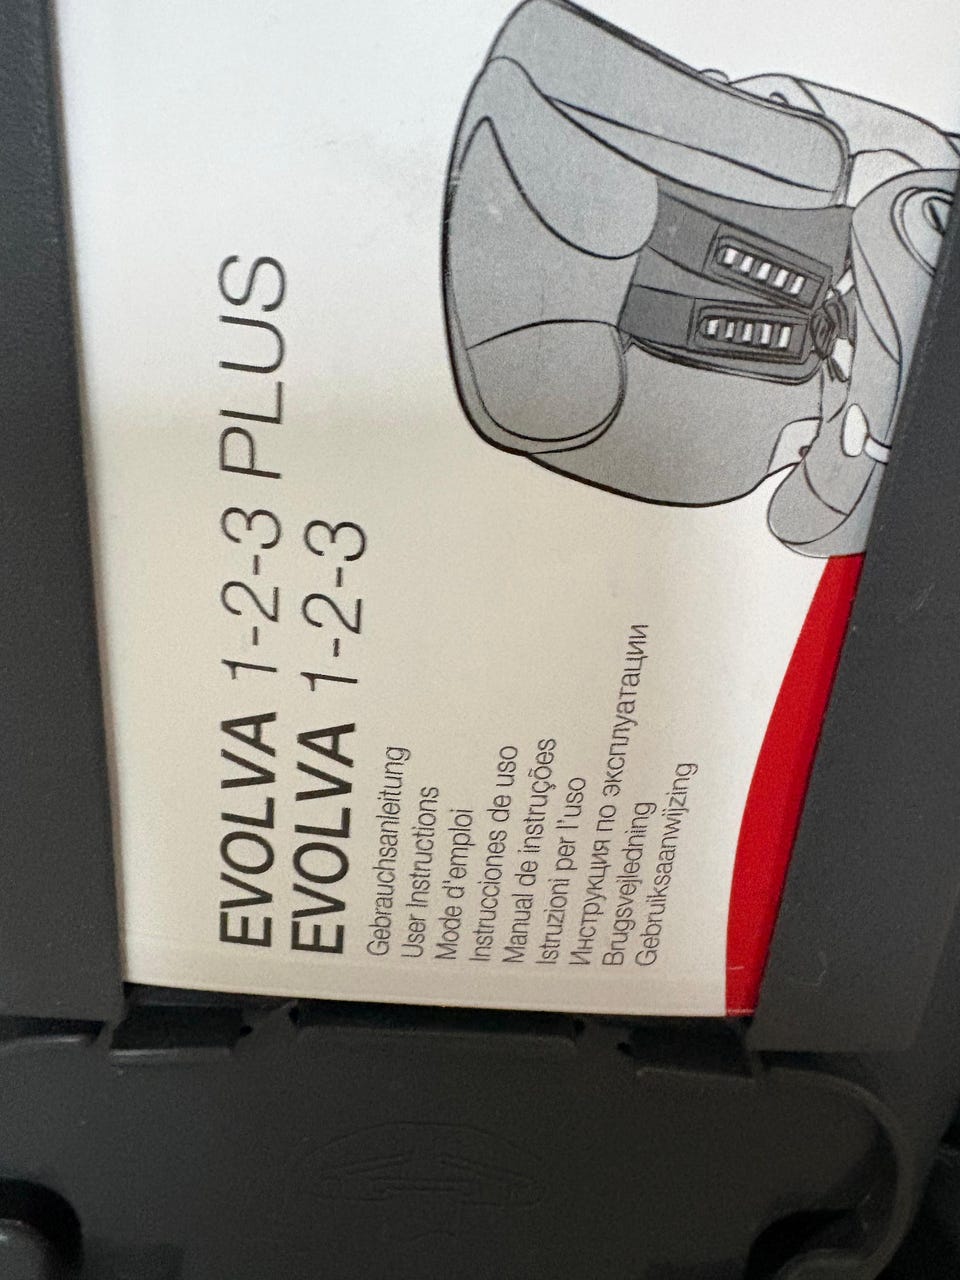 EVOLVA 1-2-3 PLUS
EVOLVA 1-2-3
Gebrauchsanleitung
User Instructions
Mode d'emploi
Instrucciones de uso
Manual de instruções
Istruzioni per l'uso
Инструкция по эксплуатации
Brugsvejledning
Gebruiksaanwijzing